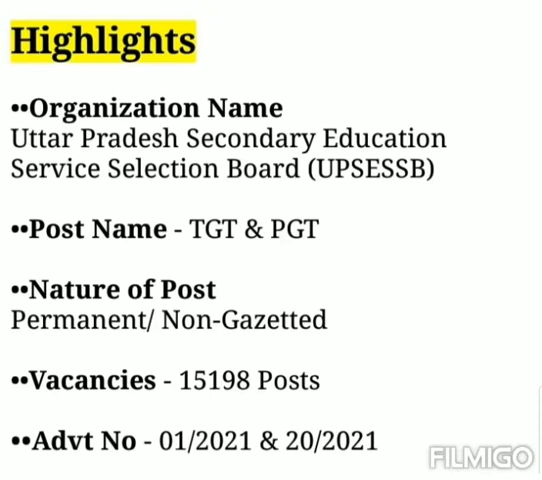 Highlights
••Organization Name
Uttar Pradesh Secondary Education
Service Selection Board (UPSESSB)
••Post Name - TGT & PGT
••Nature of Post
Permanent/ Non-Gazetted
••Vacancies - 15198 Posts
••Advt No - 01/2021 & 20/2021
FILMIGO